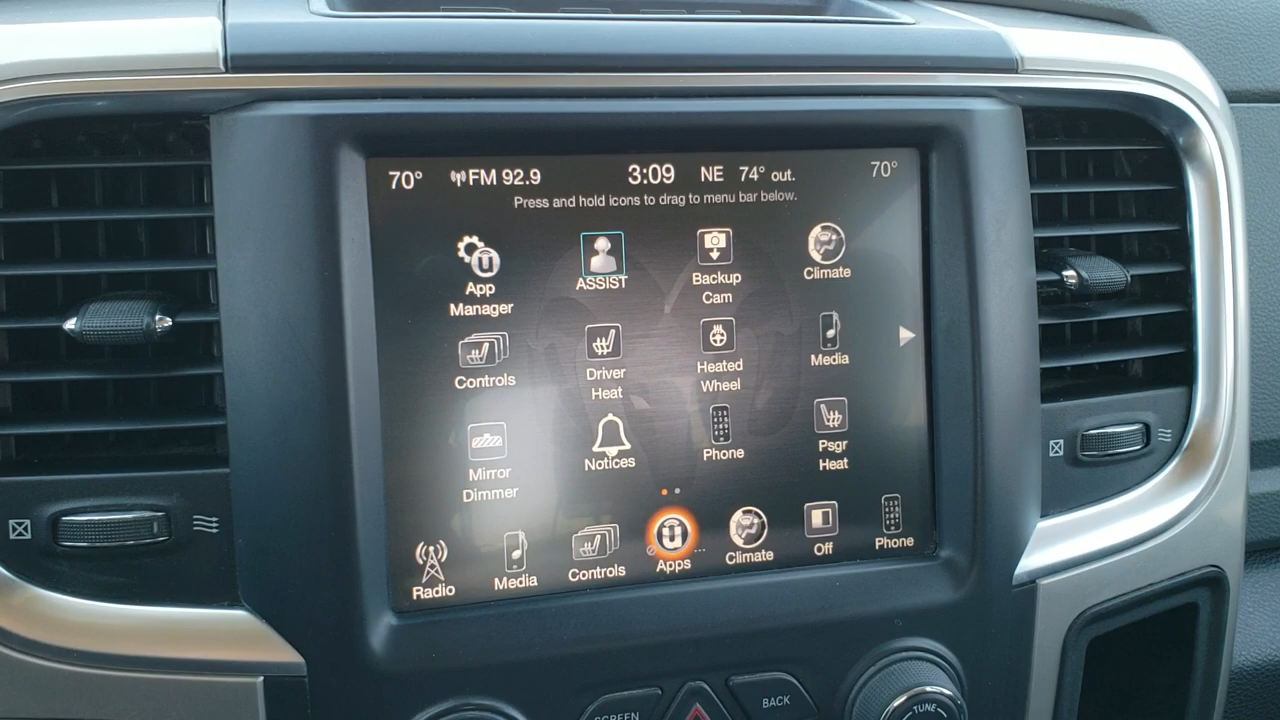 70° FM 92.9 3:09 NE 74° out. 70°
Press and hold icons to drag to menu bar below.
App
Manager
ASSIST
Backup
Cam
Climate
Controls
Driver
Heat
Heated
Wheel
Media
Mirror
Dimmer
Notices
Phone
Psgr
Heat
Radio
Media
Controls
Apps
Climate
Off
Phone
SCREEN
BACK
TUNE